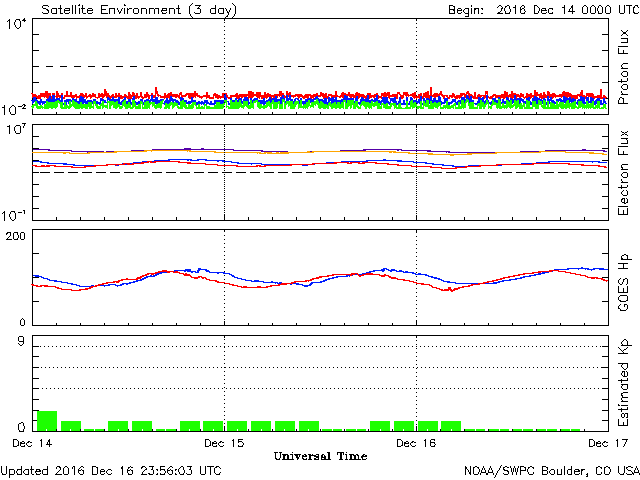 Satellite Environment (3 day)
Begin: 2016 Dec 14 0000 UTC
10⁴
10⁻²
Proton Flux
10⁷
10⁻¹
Electron Flux
200
0
GOES Hp
9
0
Estimated Kp
Dec 14 Dec 15 Dec 16 Dec 17
Universal Time
Updated 2016 Dec 16 23:56:03 UTC
NOAA/SWPC Boulder, CO USA